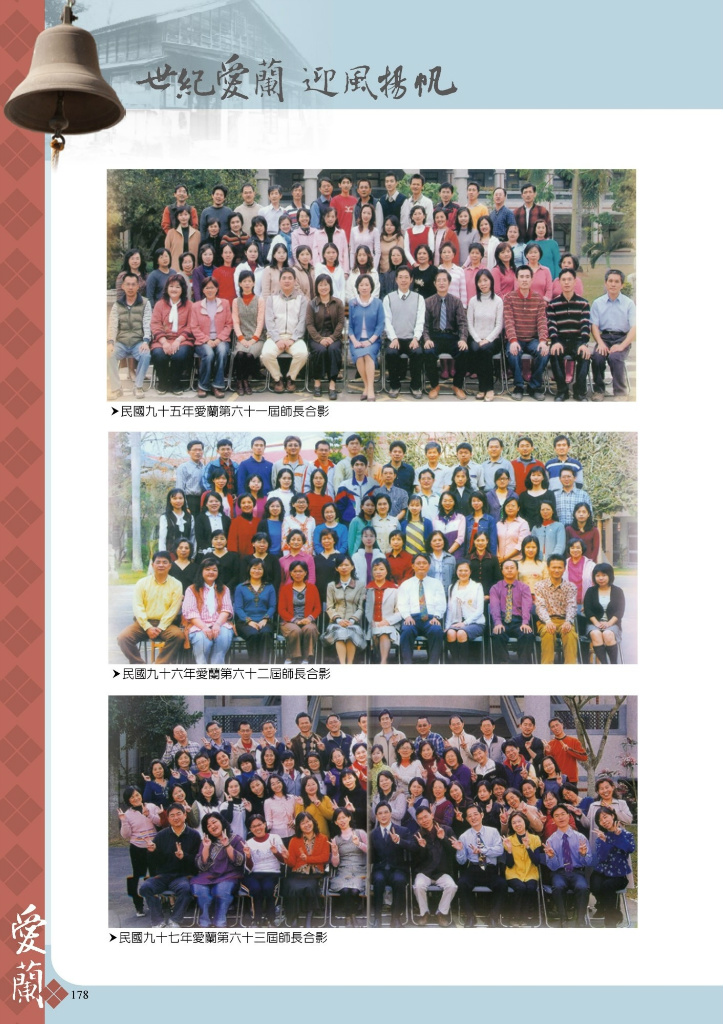 世紀愛蘭 迎風揚帆
民國九十五年愛蘭第六十一屆師長合影
民國九十六年愛蘭第六十二屆師長合影
民國九十七年愛蘭第六十三屆師長合影
愛蘭
178